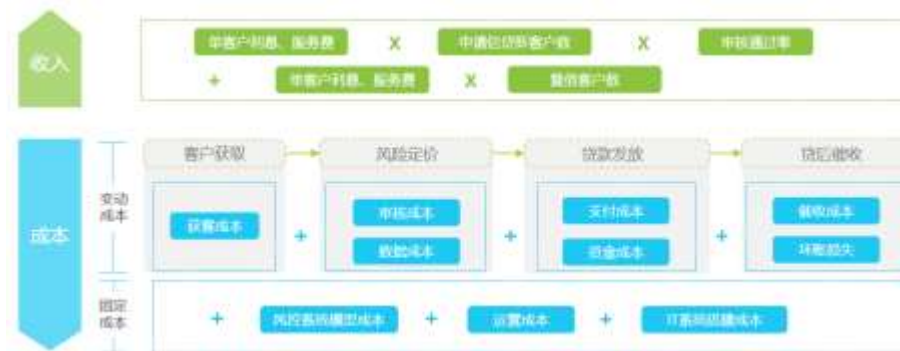 收入
单客户利息、服务费 X 申请信贷新客户数 X 审核通过率
+ 单客户利息、服务费 X 复借客户数
成本
变动成本
客户获取 风险定价 贷款发放 贷后催收
获客成本 + 审核成本 + 支付成本 + 催收成本
数据成本 资金成本 坏账损失
固定成本
+ 风控系统模型成本 + 运营成本 + IT系统搭建成本